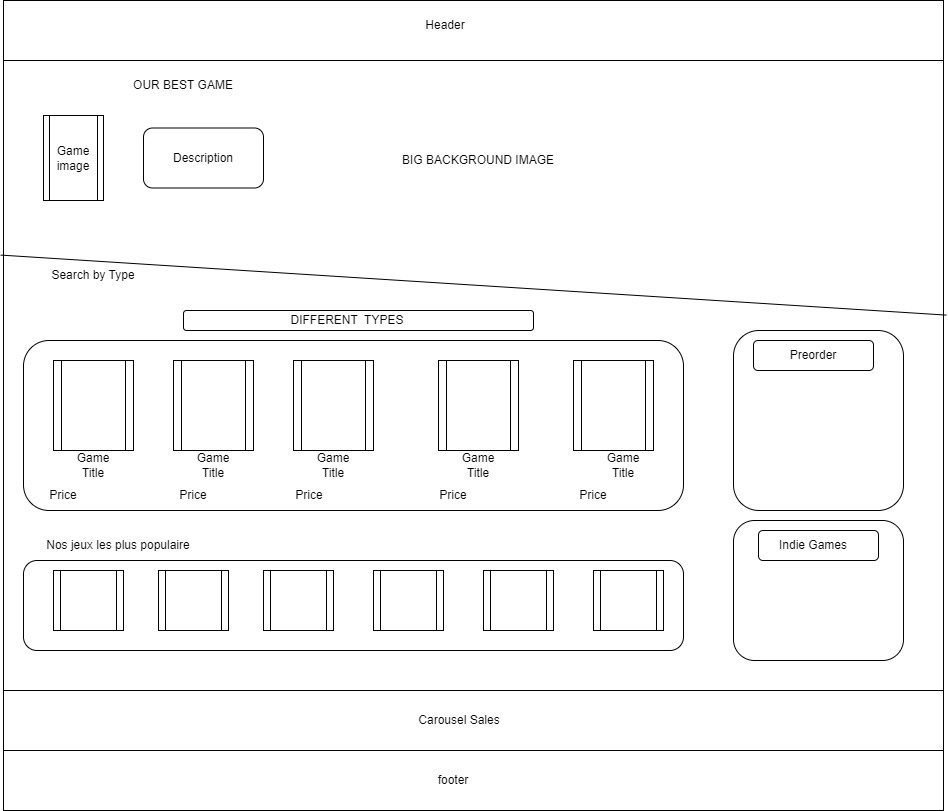 Header
OUR BEST GAME
Game
image
Description
BIG BACKGROUND IMAGE
Search by Type
DIFFERENT TYPES
Game
Title
Price
Game
Title
Price
Game
Title
Price
Game
Title
Price
Game
Title
Price
Preorder
Nos jeux les plus populaire
Indie Games
Carousel Sales
footer